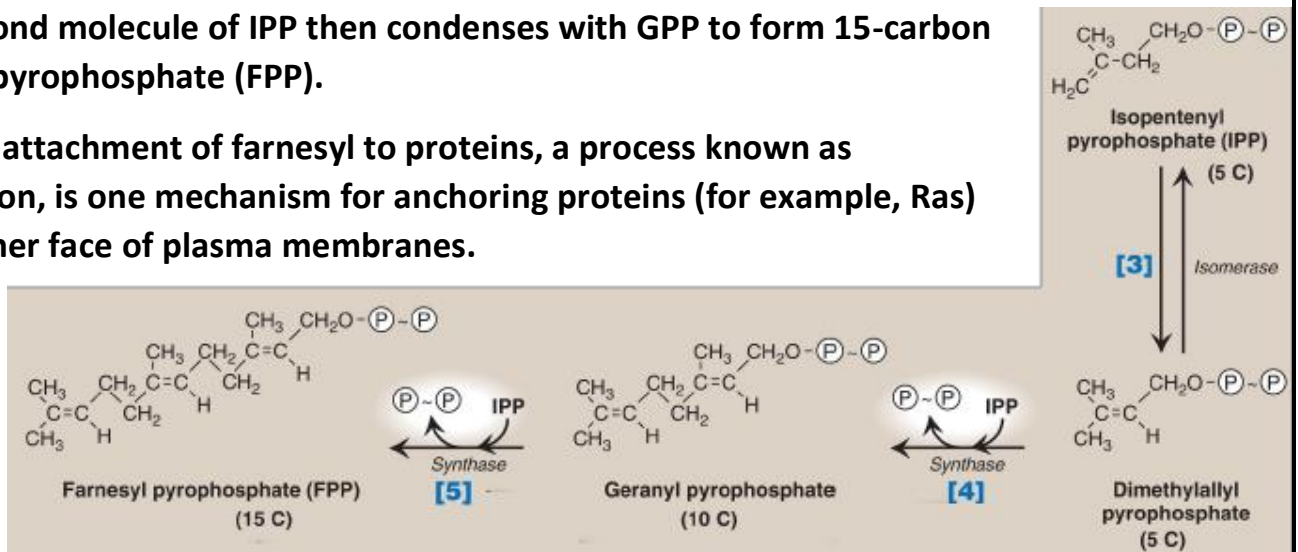 ond molecule of IPP then condenses with GPP to form 15-carbon
pyrophosphate (FPP).
attachment of farnesyl to proteins, a process known as
on, is one mechanism for anchoring proteins (for example, Ras)
ner face of plasma membranes.
CH₃ CH₂O-Ⓟ~Ⓟ
C-CH₂
H₂C
Isopentenyl
pyrophosphate (IPP)
(5 C)
[3] Isomerase
CH₃ CH₂O-Ⓟ~Ⓟ
C=C
CH₃ H
Dimethylallyl
pyrophosphate
(5 C)
Ⓟ~Ⓟ IPP
Synthase
[4]
CH₃ CH₂O-Ⓟ~Ⓟ
CH₃ CH₂ C=C
C=C CH₂ H
CH₃ H
Geranyl pyrophosphate
(10 C)
Ⓟ~Ⓟ IPP
Synthase
[5]
CH₃ CH₂O-Ⓟ~Ⓟ
CH₃ CH₂ C=C
CH₃ CH₂ C=C CH₂ H
C=C CH₂ H
CH₃ H
Farnesyl pyrophosphate (FPP)
(15 C)